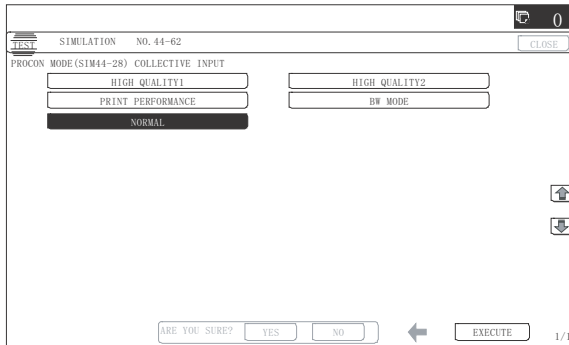 0
TEST SIMULATION NO.44-62 CLOSE
PROCON MODE(SIM44-28) COLLECTIVE INPUT
HIGH QUALITY1 HIGH QUALITY2
PRINT PERFORMANCE BW MODE
NORMAL
ARE YOU SURE? YES NO EXECUTE 1/1